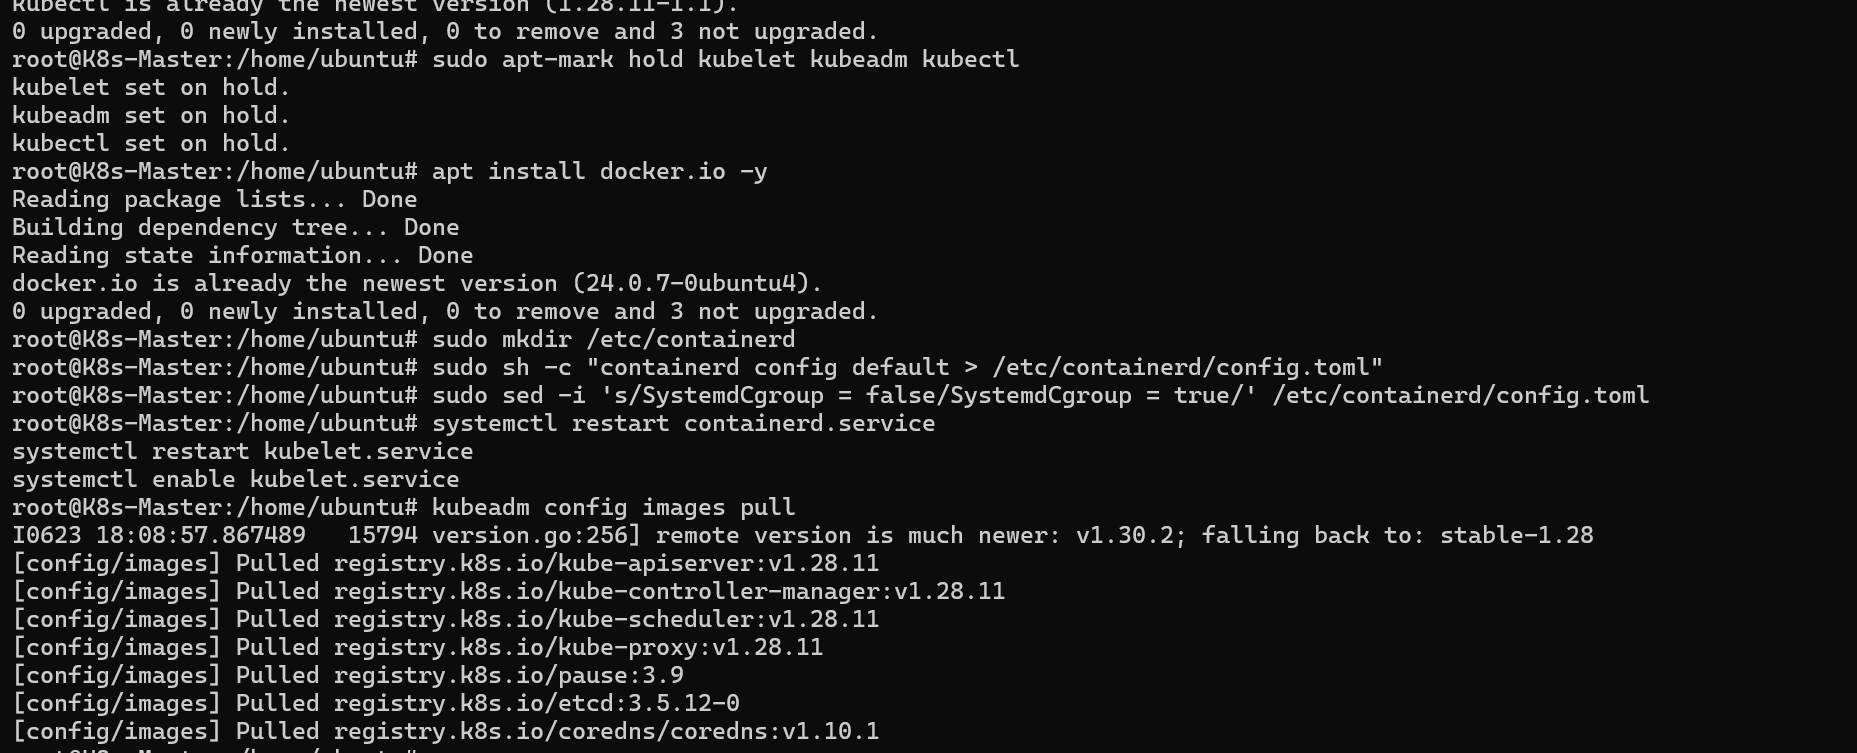 kubectl is already the newest version (1.28.11-1.1).
0 upgraded, 0 newly installed, 0 to remove and 3 not upgraded.
root@K8s-Master:/home/ubuntu# sudo apt-mark hold kubelet kubeadm kubectl
kubelet set on hold.
kubeadm set on hold.
kubectl set on hold.
root@K8s-Master:/home/ubuntu# apt install docker.io -y
Reading package lists... Done
Building dependency tree... Done
Reading state information... Done
docker.io is already the newest version (24.0.7-0ubuntu4).
0 upgraded, 0 newly installed, 0 to remove and 3 not upgraded.
root@K8s-Master:/home/ubuntu# sudo mkdir /etc/containerd
root@K8s-Master:/home/ubuntu# sudo sh -c "containerd config default > /etc/containerd/config.toml"
root@K8s-Master:/home/ubuntu# sudo sed -i 's/SystemdCgroup = false/SystemdCgroup = true/' /etc/containerd/config.toml
root@K8s-Master:/home/ubuntu# systemctl restart containerd.service
systemctl restart kubelet.service
systemctl enable kubelet.service
root@K8s-Master:/home/ubuntu# kubeadm config images pull
I0623 18:08:57.867489   15794 version.go:256] remote version is much newer: v1.30.2; falling back to: stable-1.28
[config/images] Pulled registry.k8s.io/kube-apiserver:v1.28.11
[config/images] Pulled registry.k8s.io/kube-controller-manager:v1.28.11
[config/images] Pulled registry.k8s.io/kube-scheduler:v1.28.11
[config/images] Pulled registry.k8s.io/kube-proxy:v1.28.11
[config/images] Pulled registry.k8s.io/pause:3.9
[config/images] Pulled registry.k8s.io/etcd:3.5.12-0
[config/images] Pulled registry.k8s.io/coredns/coredns:v1.10.1